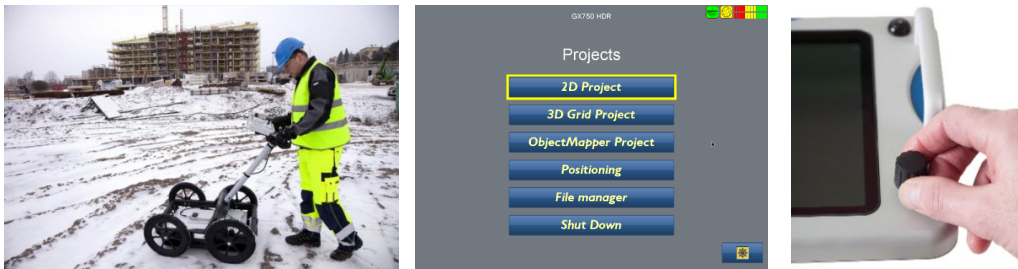 GX750 HDR
Projects
2D Project
3D Grid Project
ObjectMapper Project
Positioning
File manager
Shut Down